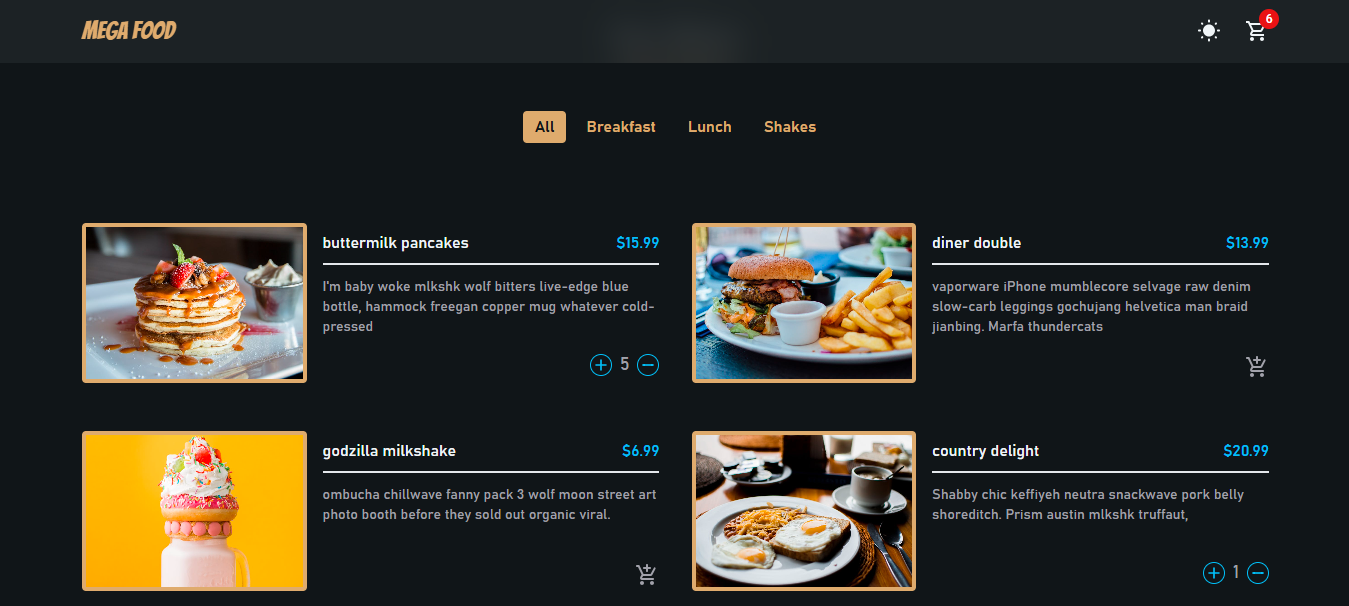 MEGA FOOD
6
All Breakfast Lunch Shakes
buttermilk pancakes $15.99
I'm baby woke mlkshk wolf bitters live-edge blue
bottle, hammock freegan copper mug whatever cold-
pressed
5
diner double $13.99
vaporware iPhone mumblecore selvage raw denim
slow-carb leggings gochujang helvetica man braid
jianbing. Marfa thundercats
godzilla milkshake $6.99
ombucha chillwave fanny pack 3 wolf moon street art
photo booth before they sold out organic viral.
country delight $20.99
Shabby chic keffiyeh neutra snackwave pork belly
shoreditch. Prism austin mlkshk truffaut,
1